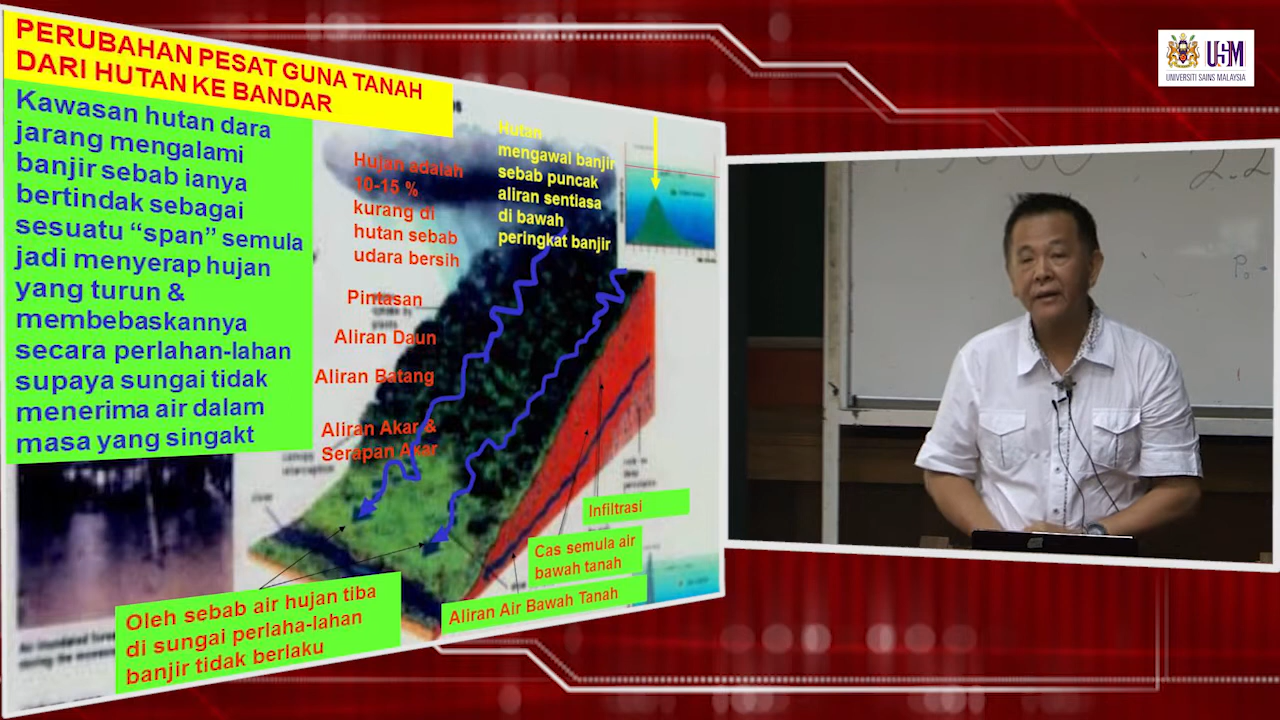 PERUBAHAN PESAT GUNA TANAH
DARI HUTAN KE BANDAR
Kawasan hutan dara
jarang mengalami
banjir sebab ianya
bertindak sebagai
sesuatu “span” semula
jadi menyerap hujan
yang turun &
membebaskannya
secara perlahan-lahan
supaya sungai tidak
menerima air dalam
masa yang singakt
Hujan adalah
10-15 %
kurang di
hutan sebab
udara bersih
Pintasan
Aliran Daun
Aliran Batang
Aliran Akar &
Serapan Akar
Hutan
mengawal banjir
sebab puncak
aliran sentiasa
di bawah
peringkat banjir
Infiltrasi
Cas semula air
bawah tanah
Aliran Air Bawah Tanah
Oleh sebab air hujan tiba
di sungai perlaha-lahan
banjir tidak berlaku
USM
UNIVERSITI SAINS MALAYSIA
2.2